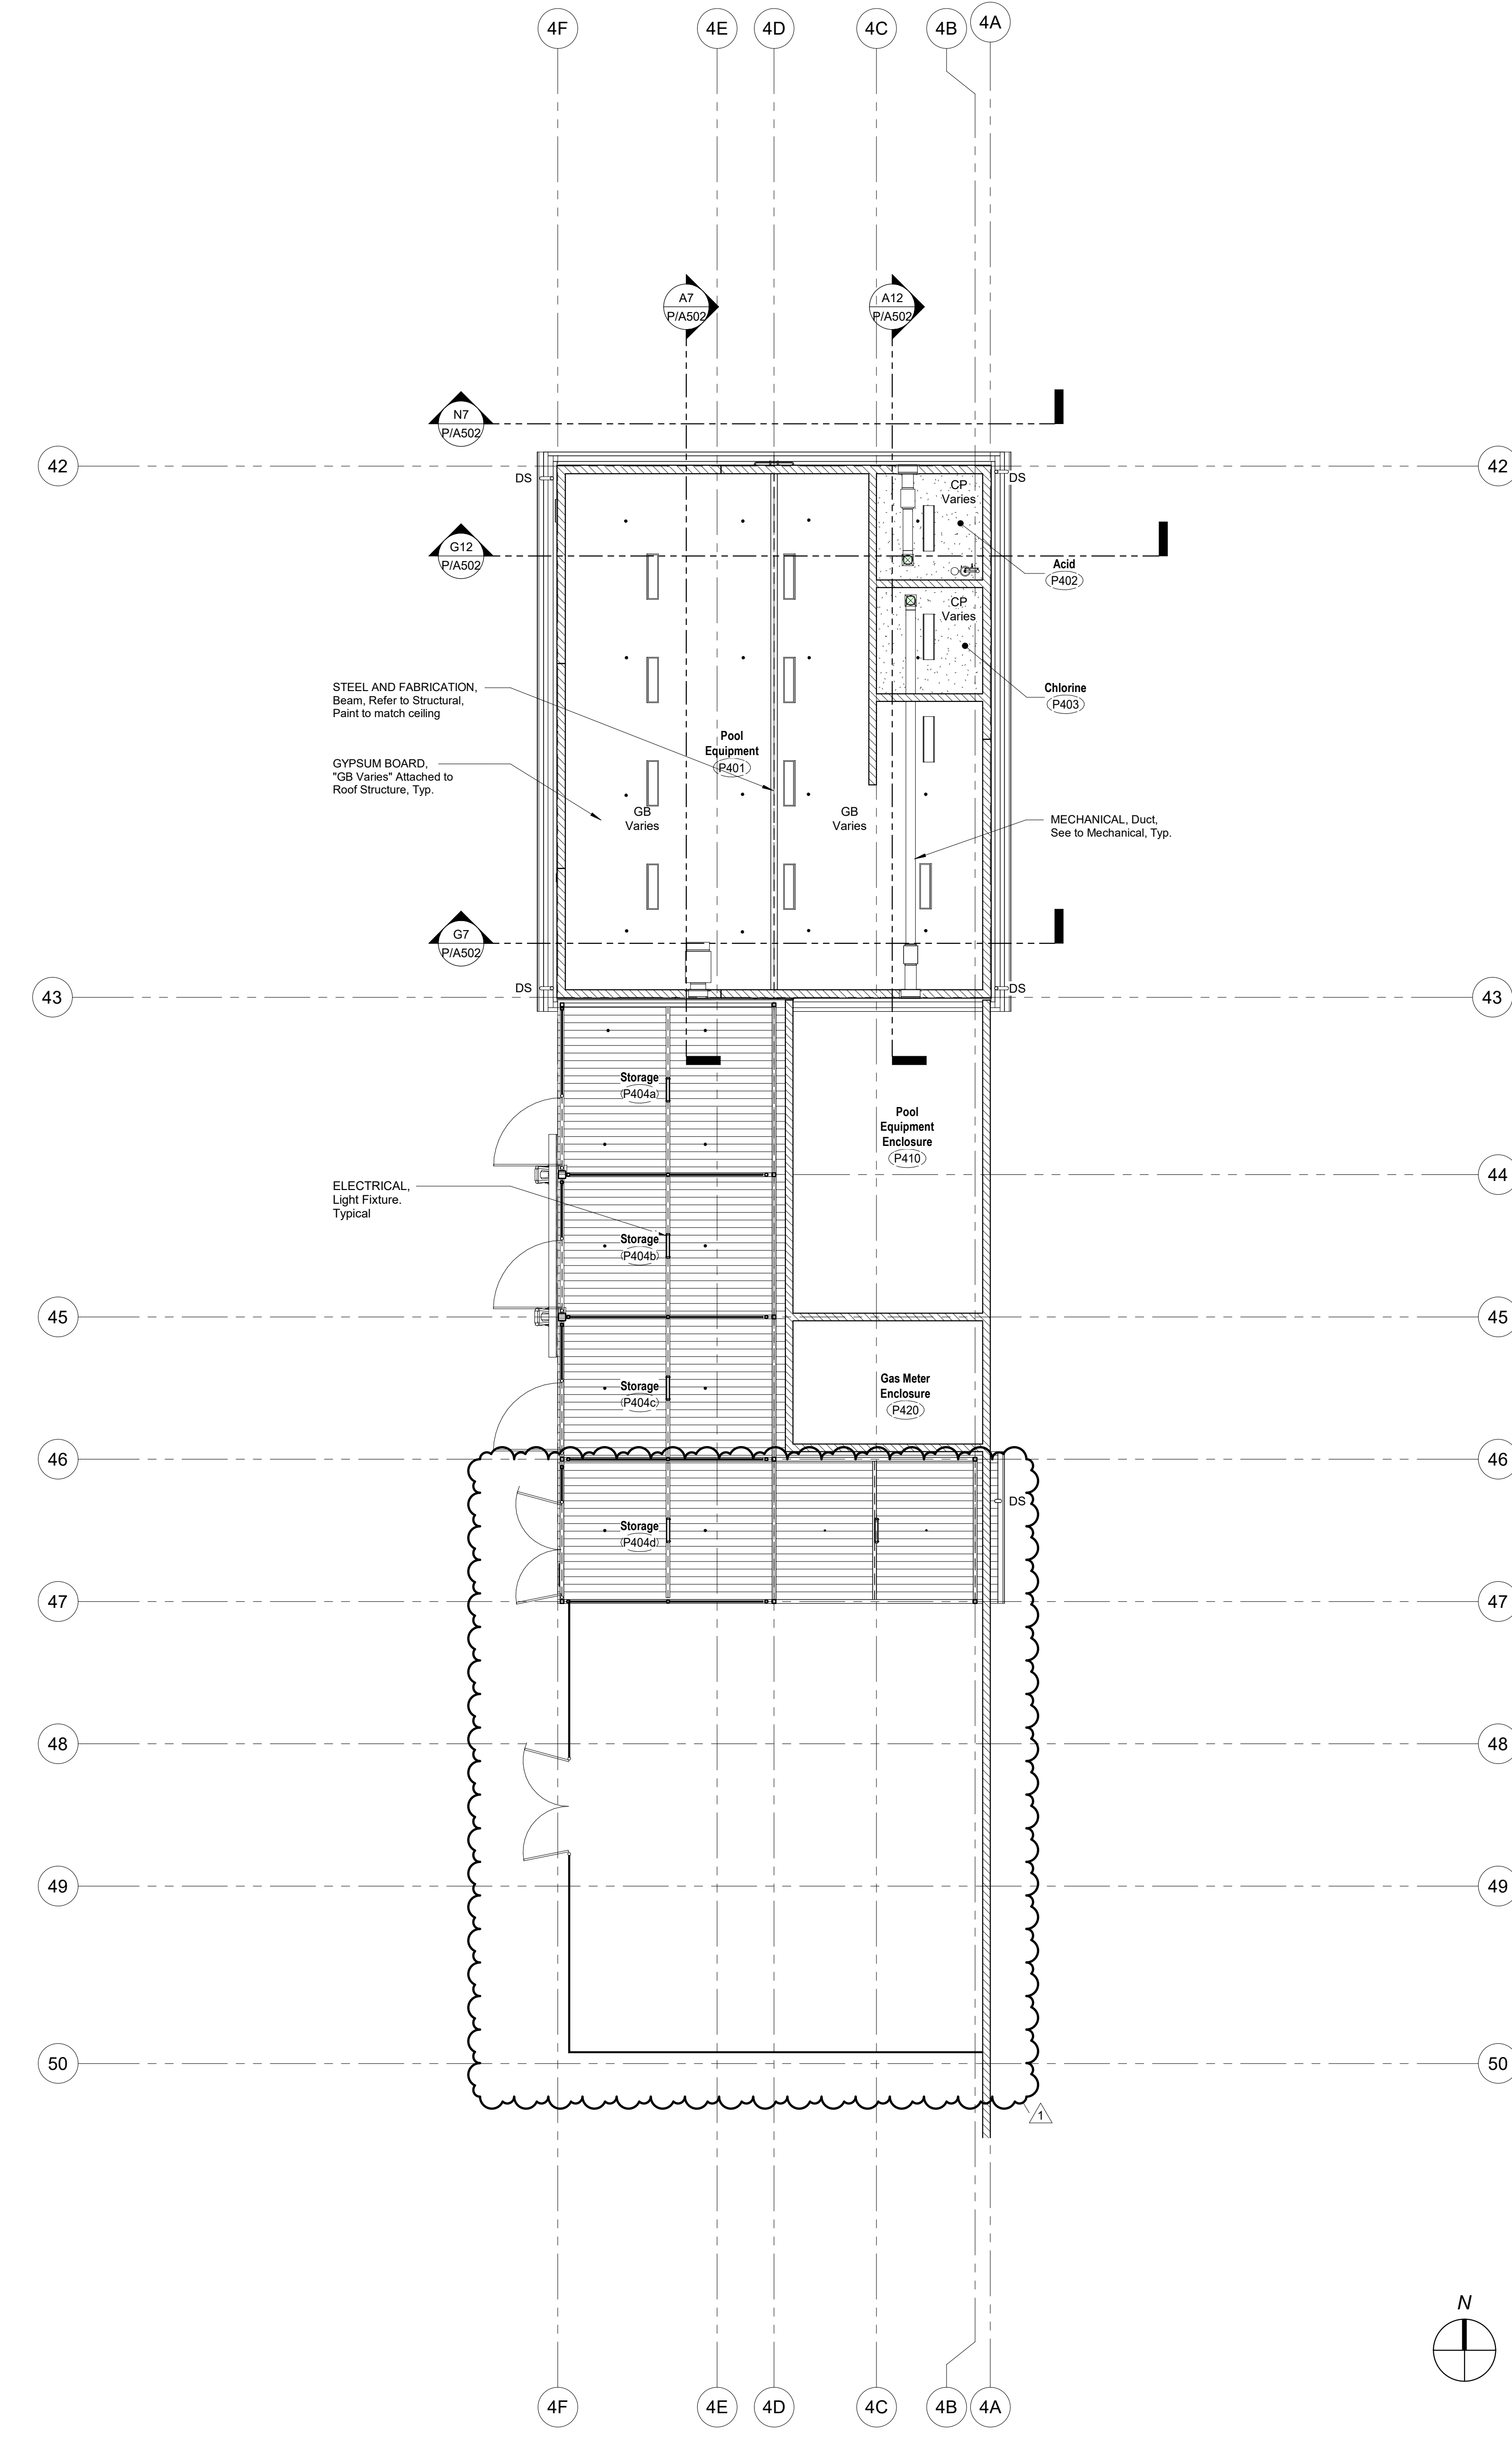 4F
4E
4D
4C
4B
4A
A7
P/A502
A12
P/A502
N7
P/A502
42
42
DS
DS
CP
Varies
G12
P/A502
Acid
P402
CP
Varies
STEEL AND FABRICATION,
Beam, Refer to Structural,
Paint to match ceiling
Chlorine
P403
Pool
Equipment
P401
GYPSUM BOARD,
"GB Varies" Attached to
Roof Structure, Typ.
GB
Varies
GB
Varies
MECHANICAL, Duct,
See to Mechanical, Typ.
G7
P/A502
DS
DS
43
43
Storage
P404a
Pool
Equipment
Enclosure
P410
44
ELECTRICAL,
Light Fixture.
Typical
Storage
P404b
45
45
Storage
P404c
Gas Meter
Enclosure
P420
46
46
DS
Storage
P404d
47
47
48
48
49
49
50
50
1
N
4F
4E
4D
4C
4B
4A